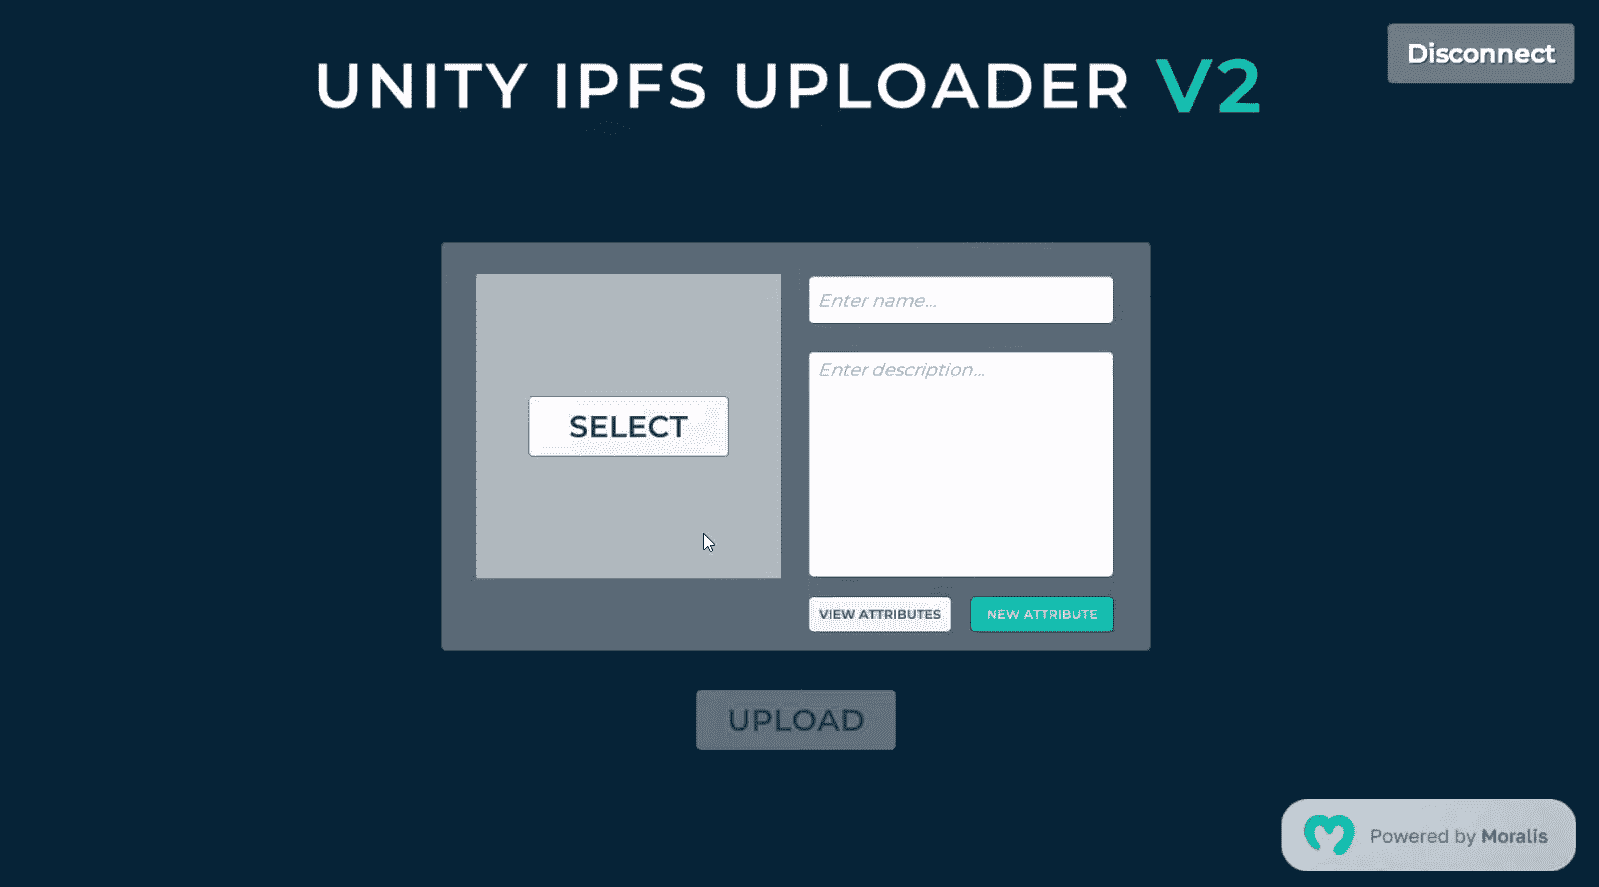 Disconnect
UNITY IPFS UPLOADER V2
Enter name...
Enter description...
SELECT
VIEW ATTRIBUTES
NEW ATTRIBUTE
UPLOAD
Powered by Moralis